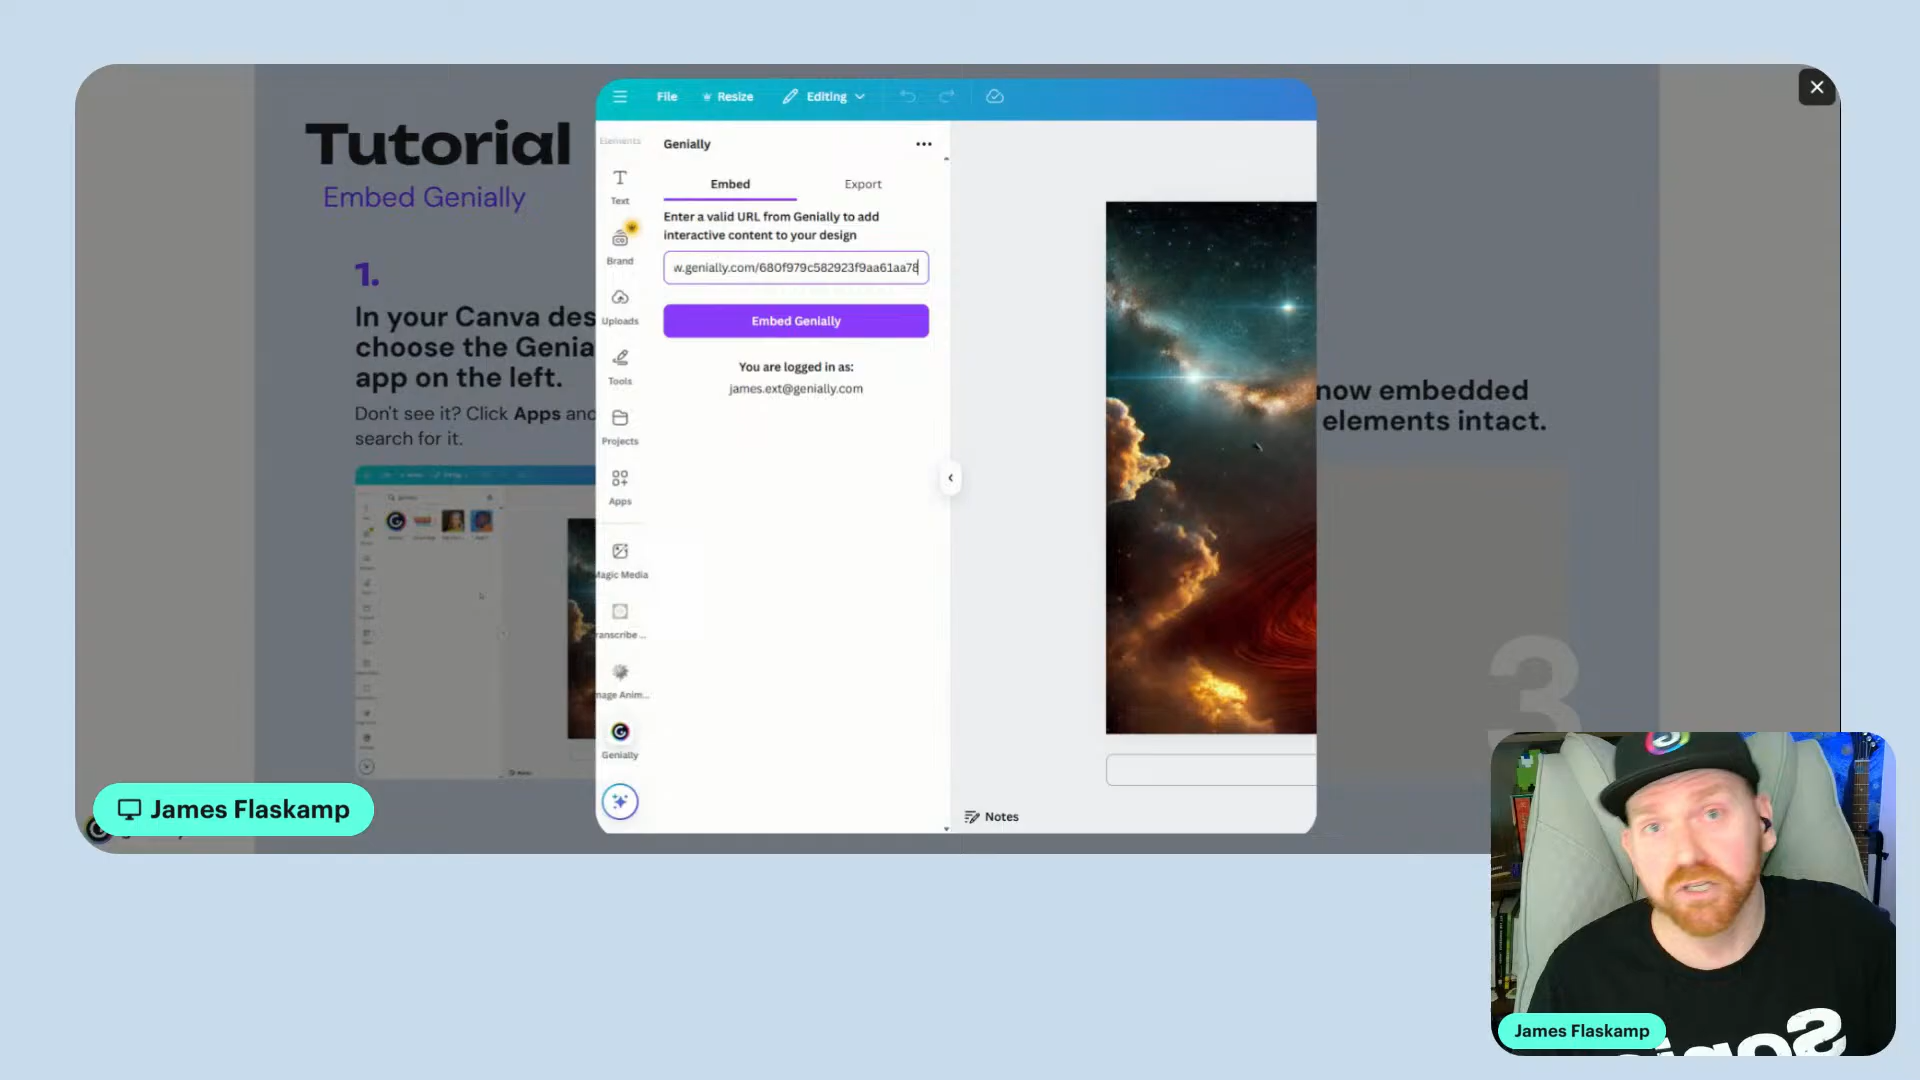 Tutorial
Embed Genially
1.
In your Canva des
choose the Genia
app on the left.
Don't see it? Click Apps and
search for it.
File
Resize
Editing
Elements
Text
Brand
Uploads
Tools
Projects
Apps
Magic Media
ranscribe ...
mage Anim...
Genially
Genially
Embed
Export
Enter a valid URL from Genially to add
interactive content to your design
w.genially.com/680f979c582923f9aa61aa78
Embed Genially
You are logged in as:
james.ext@genially.com
Notes
now embedded
elements intact.
3
James Flaskamp
James Flaskamp